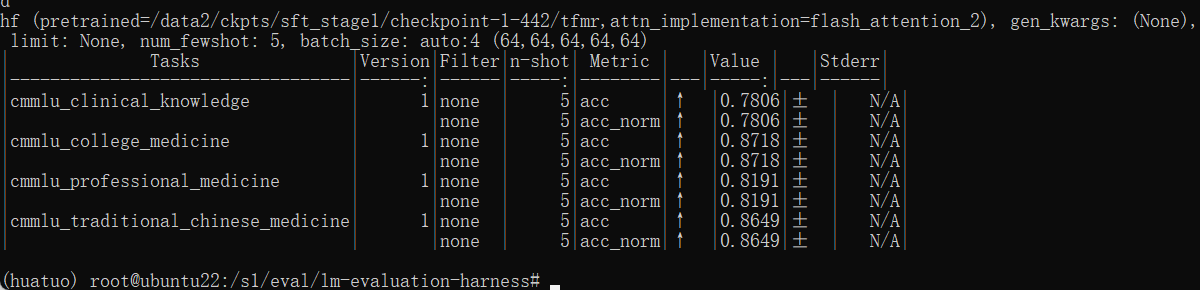 hf (pretrained=/data2/ckpts/sft_stage1/checkpoint-1-442/tfmr,attn_implementation=flash_attention_2), gen_kwargs: (None),
 limit: None, num_fewshot: 5, batch_size: auto:4 (64,64,64,64,64)
|              Tasks               |Version|Filter|n-shot| Metric |   |Value |   |Stderr|
|----------------------------------|------:|------|-----:|--------|---|-----:|---|------|
|cmmlu_clinical_knowledge          |      1|none  |     5|acc     |↑  |0.7806|±  |   N/A|
|                                  |       |none  |     5|acc_norm|↑  |0.7806|±  |   N/A|
|cmmlu_college_medicine            |      1|none  |     5|acc     |↑  |0.8718|±  |   N/A|
|                                  |       |none  |     5|acc_norm|↑  |0.8718|±  |   N/A|
|cmmlu_professional_medicine       |      1|none  |     5|acc     |↑  |0.8191|±  |   N/A|
|                                  |       |none  |     5|acc_norm|↑  |0.8191|±  |   N/A|
|cmmlu_traditional_chinese_medicine|      1|none  |     5|acc     |↑  |0.8649|±  |   N/A|
|                                  |       |none  |     5|acc_norm|↑  |0.8649|±  |   N/A|
(huatuo) root@ubuntu22:/sl/eval/lm-evaluation-harness#